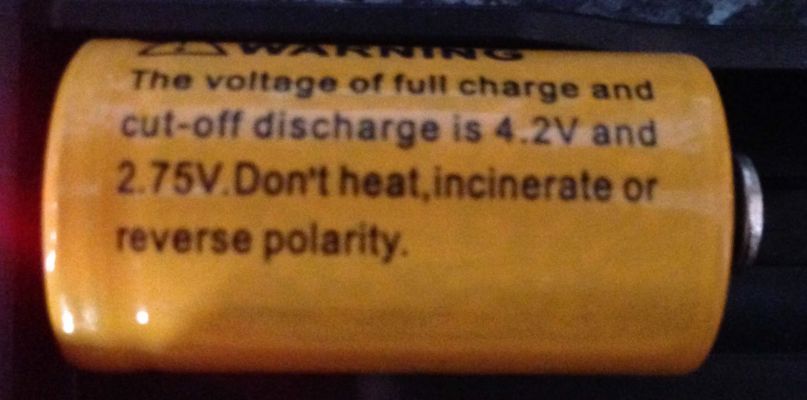 WARNING
The voltage of full charge and
cut-off discharge is 4.2V and
2.75V.Don't heat,incinerate or
reverse polarity.